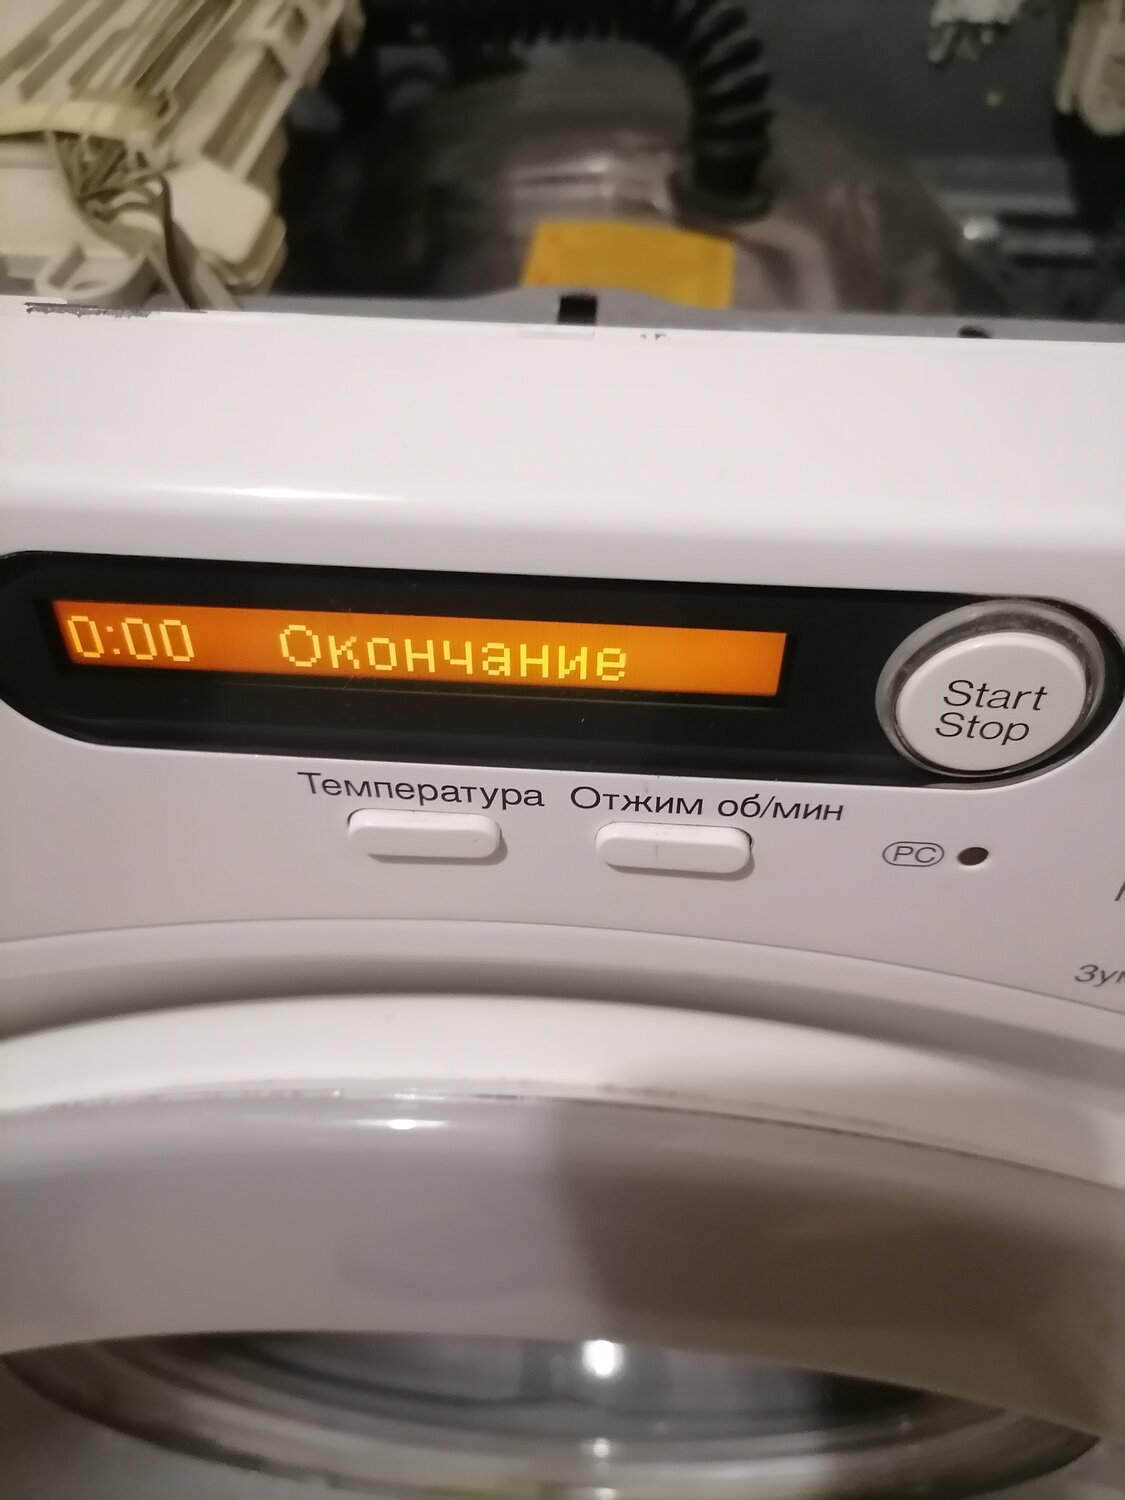 0:00 Окончание
Start
Stop
Температура
Отжим об/мин
PC